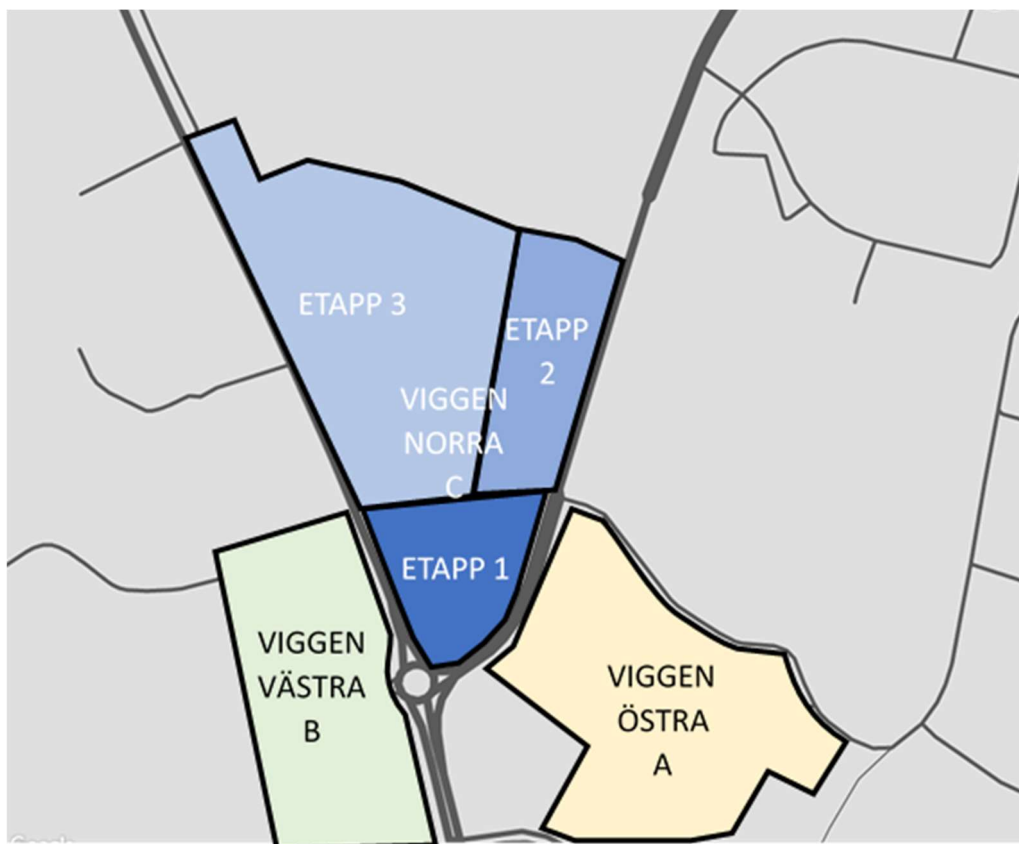 ETAPP 3
ETAPP
2
VIGGEN
NORRA
C
ETAPP 1
VIGGEN
VÄSTRA
B
VIGGEN
ÖSTRA
A